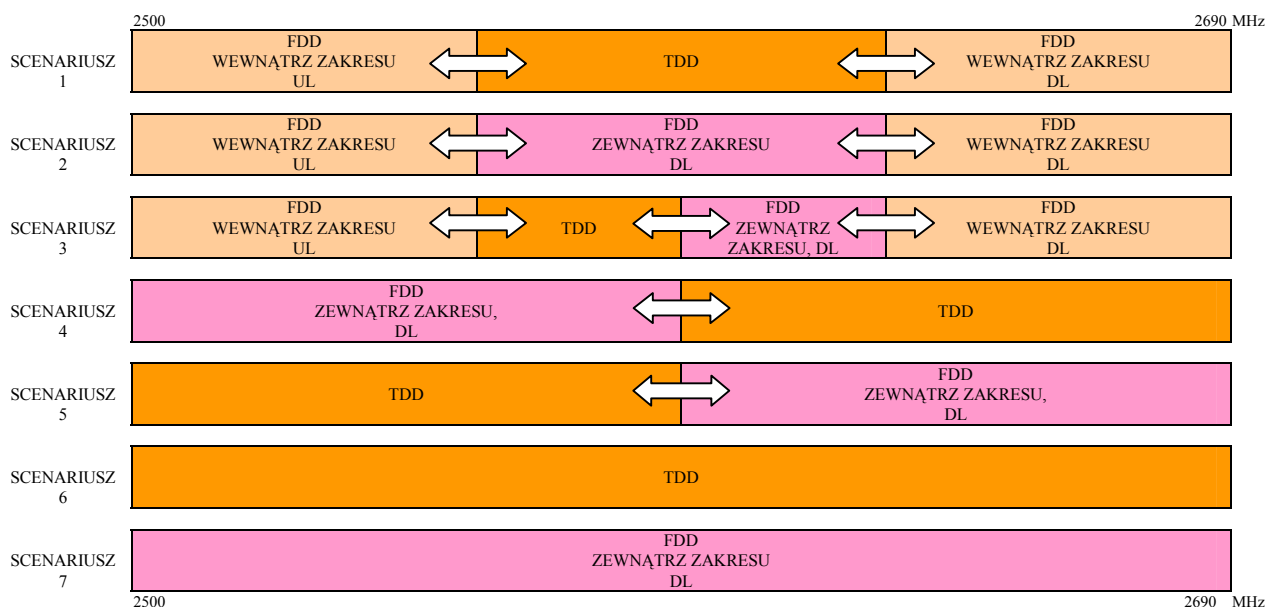 2500 2690 MHz
SCENARIUSZ
1
FDD
WEWNĄTRZ ZAKRESU
UL
TDD
FDD
WEWNĄTRZ ZAKRESU
DL
SCENARIUSZ
2
FDD
WEWNĄTRZ ZAKRESU
UL
FDD
ZEWNĄTRZ ZAKRESU
DL
FDD
WEWNĄTRZ ZAKRESU
DL
SCENARIUSZ
3
FDD
WEWNĄTRZ ZAKRESU
UL
TDD
FDD
ZEWNĄTRZ
ZAKRESU, DL
FDD
WEWNĄTRZ ZAKRESU
DL
SCENARIUSZ
4
FDD
ZEWNĄTRZ ZAKRESU,
DL
TDD
SCENARIUSZ
5
TDD
FDD
ZEWNĄTRZ ZAKRESU,
DL
SCENARIUSZ
6
TDD
SCENARIUSZ
7
FDD
ZEWNĄTRZ ZAKRESU
DL
2500 2690 MHz